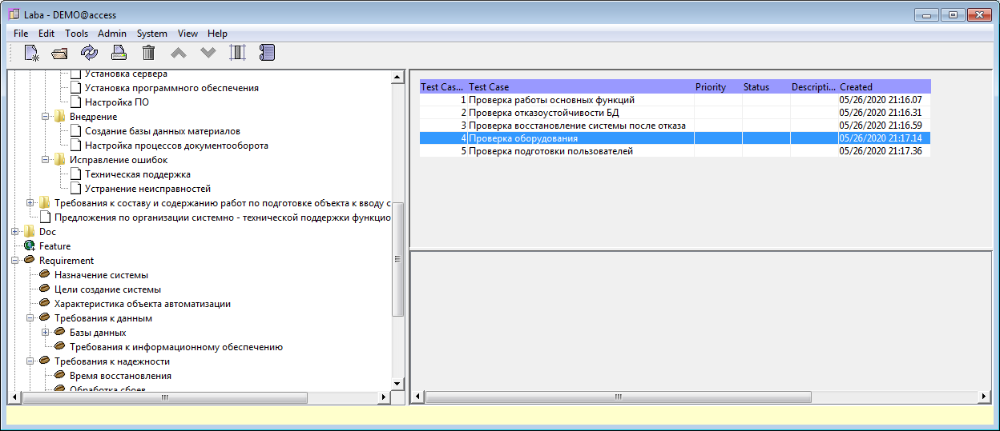 Laba - DEMO@access
File Edit Tools Admin System View Help
Установка сервера
Установка программного обеспечения
Настройка ПО
Внедрение
Создание базы данных материалов
Настройка процессов документооборота
Исправление ошибок
Техническая поддержка
Устранение неисправностей
Требования к составу и содержанию работ по подготовке объекта к вводу с
Предложения по организации системно - технической поддержки функцио
Doc
Feature
Requirement
Назначение системы
Цели создание системы
Характеристика объекта автоматизации
Требования к данным
Базы данных
Требования к информационному обеспечению
Требования к надежности
Время восстановления
Обработка сбоев
Test Cas... Test Case Priority Status Descripti... Created
1 Проверка работы основных функций 05/26/2020 21:16.07
2 Проверка отказоустойчивости БД 05/26/2020 21:16.31
3 Проверка восстановление системы после отказа 05/26/2020 21:16.59
4 Проверка оборудования 05/26/2020 21:17.14
5 Проверка подготовки пользователей 05/26/2020 21:17.36